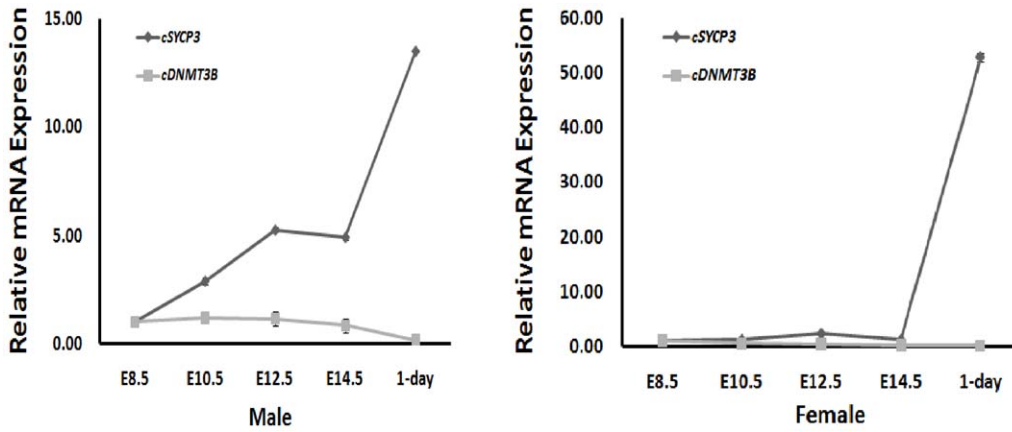 Relative mRNA Expression
15.00
10.00
5.00
0.00
cSYCP3
cDNMT3B
E8.5 E10.5 E12.5 E14.5 1-day
Male
Relative mRNA Expression
60.00
50.00
40.00
30.00
20.00
10.00
0.00
cSYCP3
cDNMT3B
E8.5 E10.5 E12.5 E14.5 1-day
Female